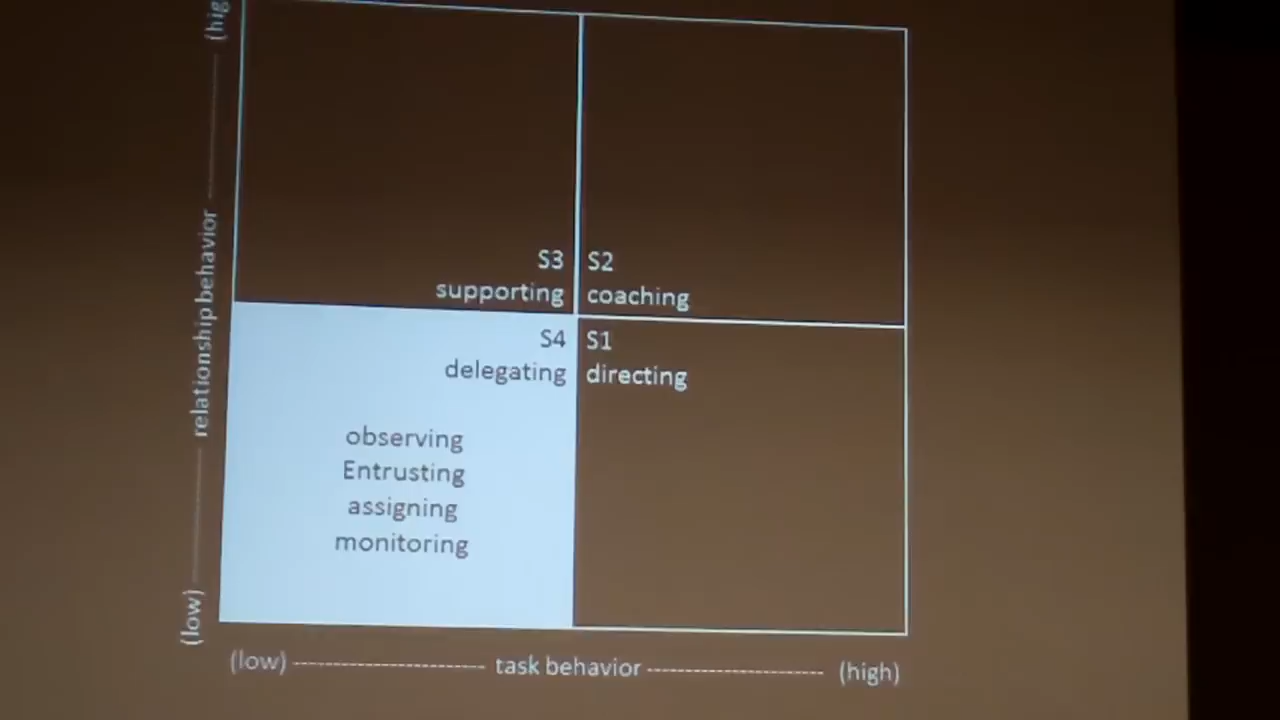 (hig
S3
supporting
S2
coaching
relationship behavior
S4
delegating
S1
directing
observing
Entrusting
assigning
monitoring
(low)
(low) task behavior (high)